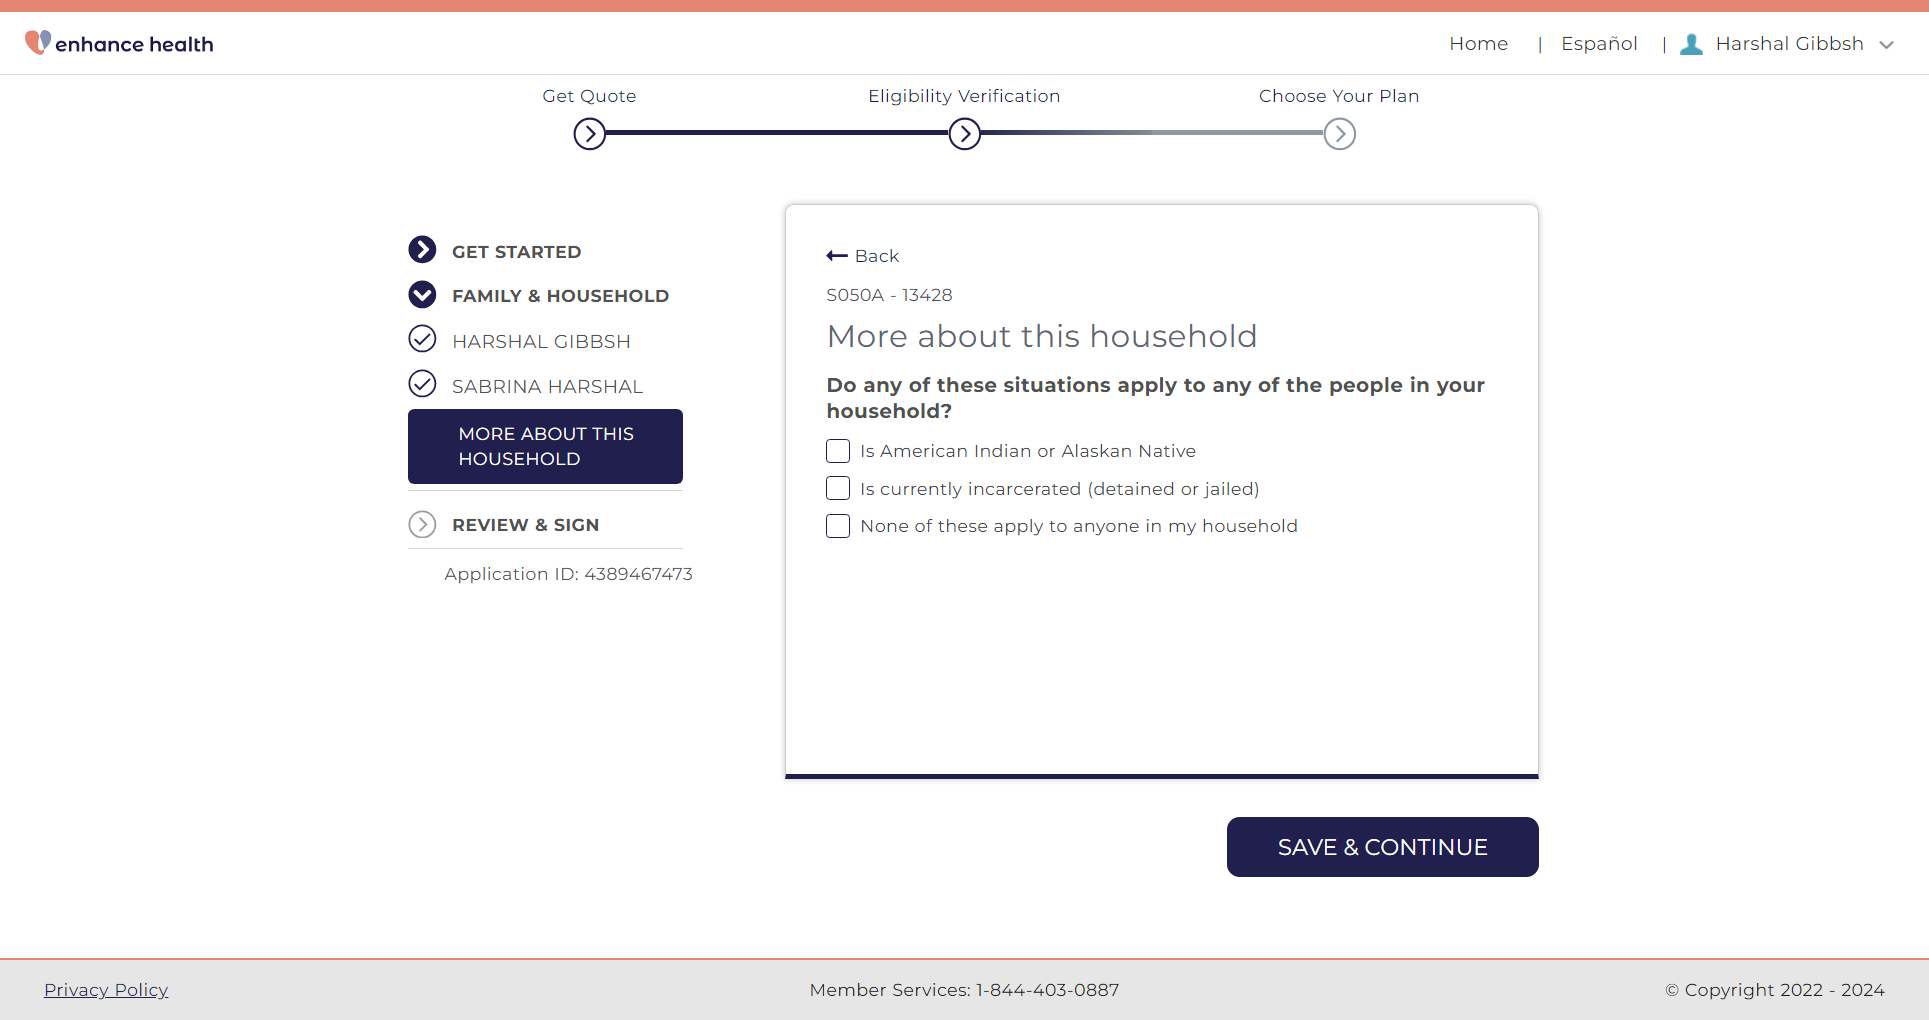 enhance health
Home | Español | Harshal Gibbsh
Get Quote
Eligibility Verification
Choose Your Plan
GET STARTED
FAMILY & HOUSEHOLD
HARSHAL GIBBSH
SABRINA HARSHAL
MORE ABOUT THIS
HOUSEHOLD
REVIEW & SIGN
Application ID: 4389467473
Back
S050A - 13428
More about this household
Do any of these situations apply to any of the people in your
household?
Is American Indian or Alaskan Native
Is currently incarcerated (detained or jailed)
None of these apply to anyone in my household
SAVE & CONTINUE
Privacy Policy
Member Services: 1-844-403-0887
© Copyright 2022 - 2024